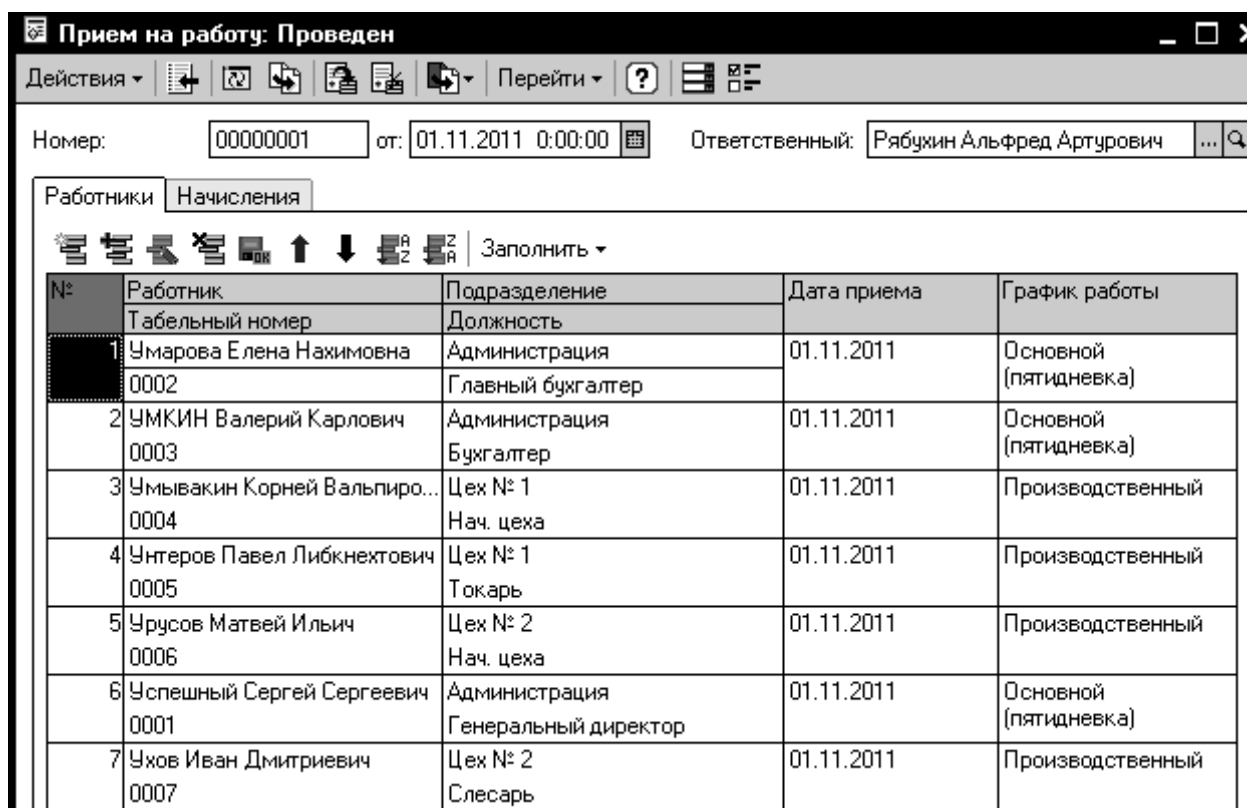 Прием на работу: Проведен
Действия Перейти ?
Номер: 00000001 от: 01.11.2011 0:00:00 Ответственный: Рябухин Альфред Артурович ...
Работники Начисления
Заполнить
№ Работник Подразделение Дата приема График работы
Табельный номер Должность
1 Умарова Елена Нахимовна Администрация 01.11.2011 Основной
0002 Главный бухгалтер (пятидневка)
2 УМКИН Валерий Карлович Администрация 01.11.2011 Основной
0003 Бухгалтер (пятидневка)
3 Умывакин Корней Вальпиро... Цех № 1 01.11.2011 Производственный
0004 Нач. цеха
4 Унтеров Павел Либкнехтович Цех № 1 01.11.2011 Производственный
0005 Токарь
5 Урусов Матвей Ильич Цех № 2 01.11.2011 Производственный
0006 Нач. цеха
6 Успешный Сергей Сергеевич Администрация 01.11.2011 Основной
0001 Генеральный директор (пятидневка)
7 Ухов Иван Дмитриевич Цех № 2 01.11.2011 Производственный
0007 Слесарь